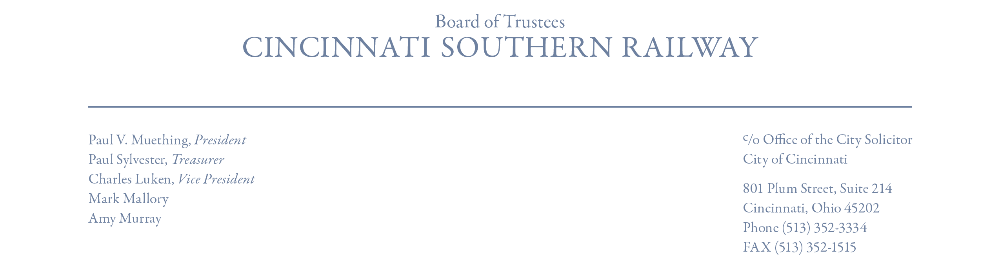 Board of Trustees
CINCINNATI SOUTHERN RAILWAY
Paul V. Muething, President
Paul Sylvester, Treasurer
Charles Luken, Vice President
Mark Mallory
Amy Murray
c/o Office of the City Solicitor
City of Cincinnati
801 Plum Street, Suite 214
Cincinnati, Ohio 45202
Phone (513) 352-3334
FAX (513) 352-1515